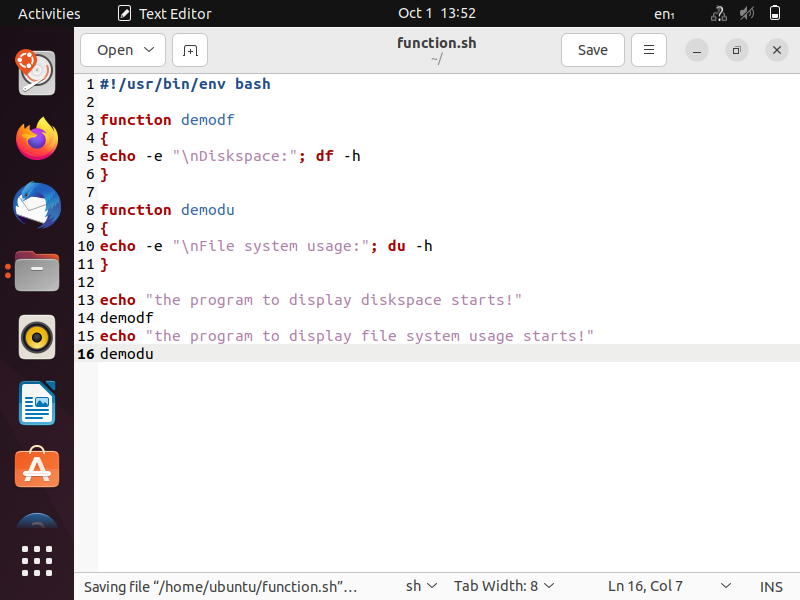 Activities Text Editor Oct 1 13:52 en₁
Open function.sh Save
~/
1 #!/usr/bin/env bash
2
3 function demodf
4 {
5 echo -e "\nDiskspace:"; df -h
6 }
7
8 function demodu
9 {
10 echo -e "\nFile system usage:"; du -h
11 }
12
13 echo "the program to display diskspace starts!"
14 demodf
15 echo "the program to display file system usage starts!"
16 demodu
Saving file “/home/ubuntu/function.sh”… sh Tab Width: 8 Ln 16, Col 7 INS